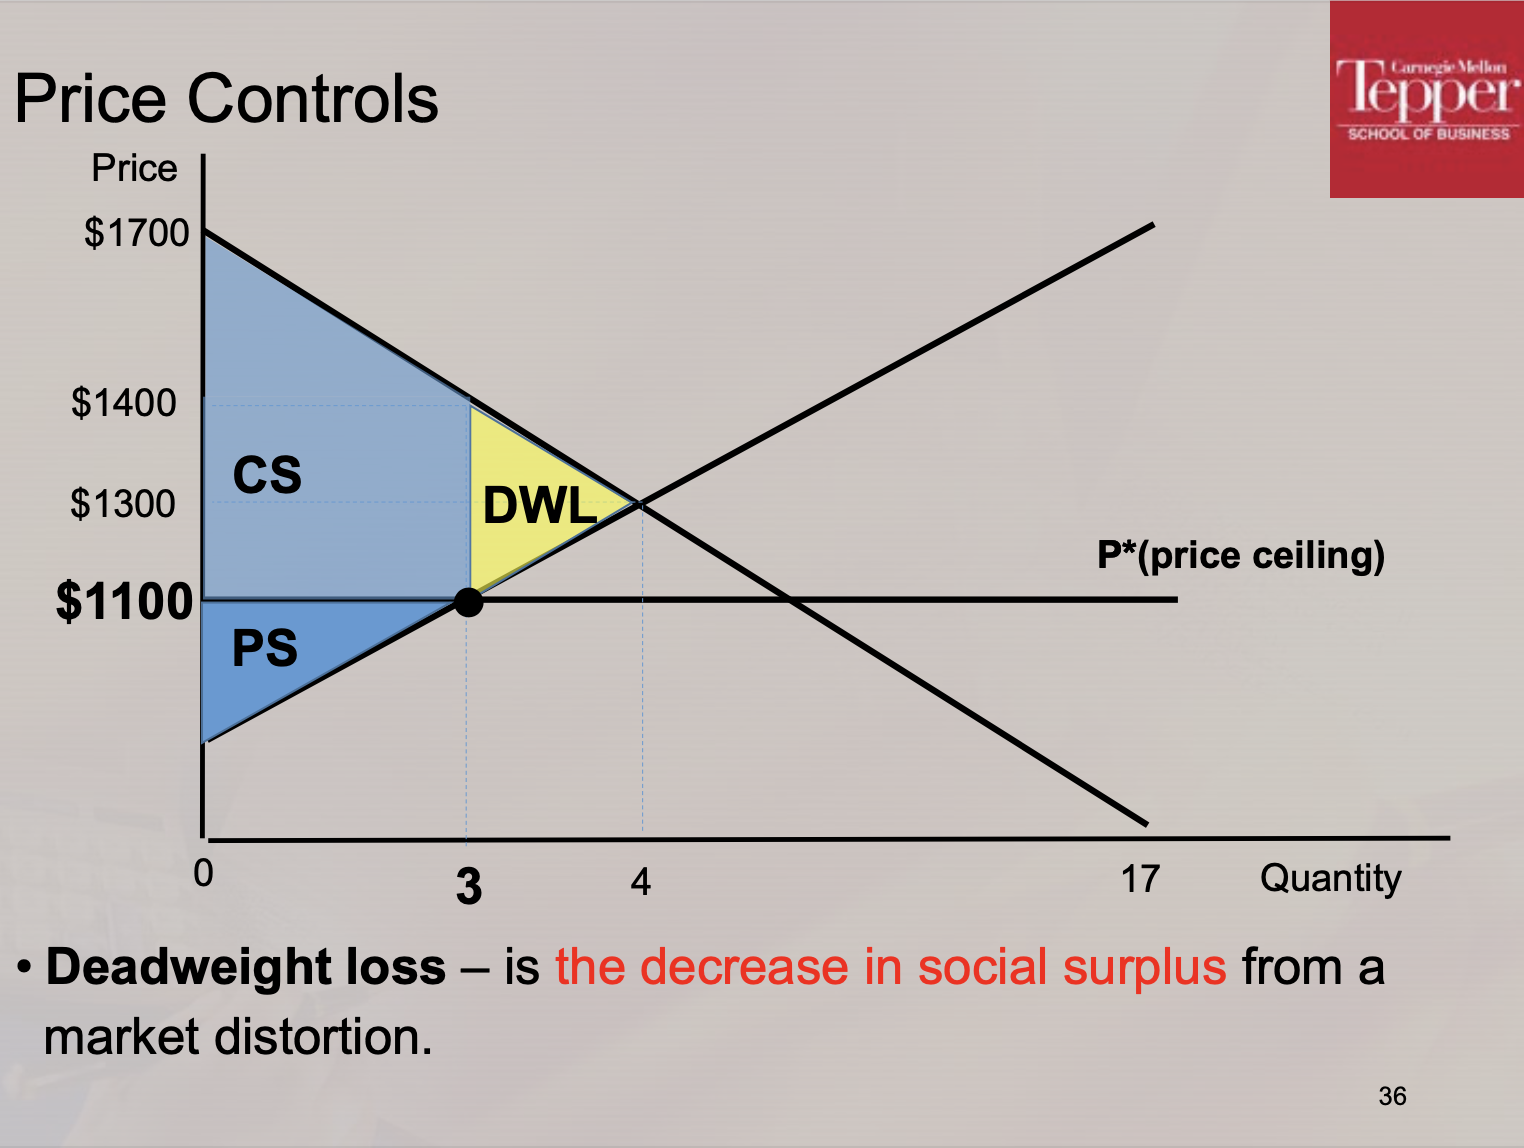 Carnegie Mellon
Tepper
SCHOOL OF BUSINESS
Price Controls
Price
$1700
$1400
CS
$1300
DWL
P*(price ceiling)
$1100
PS
0
3
4
17
Quantity
• Deadweight loss – is the decrease in social surplus from a
market distortion.
36